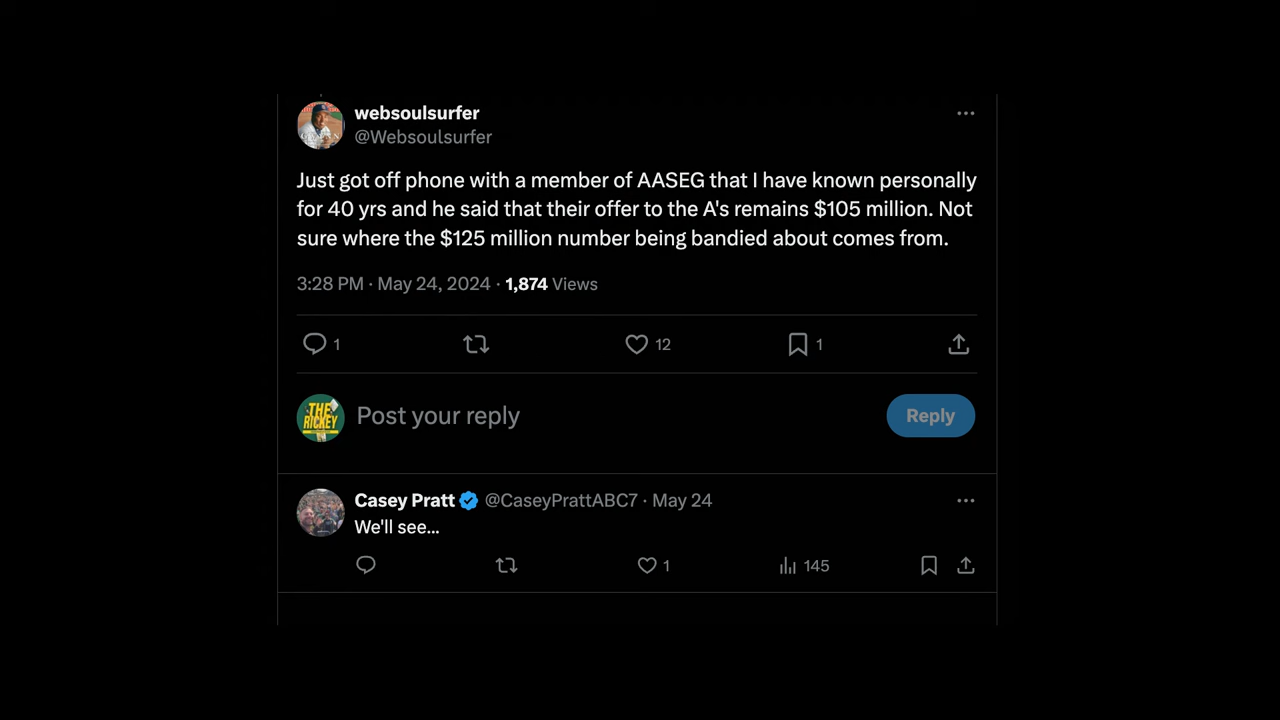 websoulsurfer
@Websoulsurfer
Just got off phone with a member of AASEG that I have known personally
for 40 yrs and he said that their offer to the A's remains $105 million. Not
sure where the $125 million number being bandied about comes from.
3:28 PM · May 24, 2024 · 1,874 Views
1 12 1
THE
RICKEY
Post your reply Reply
Casey Pratt @CaseyPrattABC7 · May 24
We'll see...
1 145